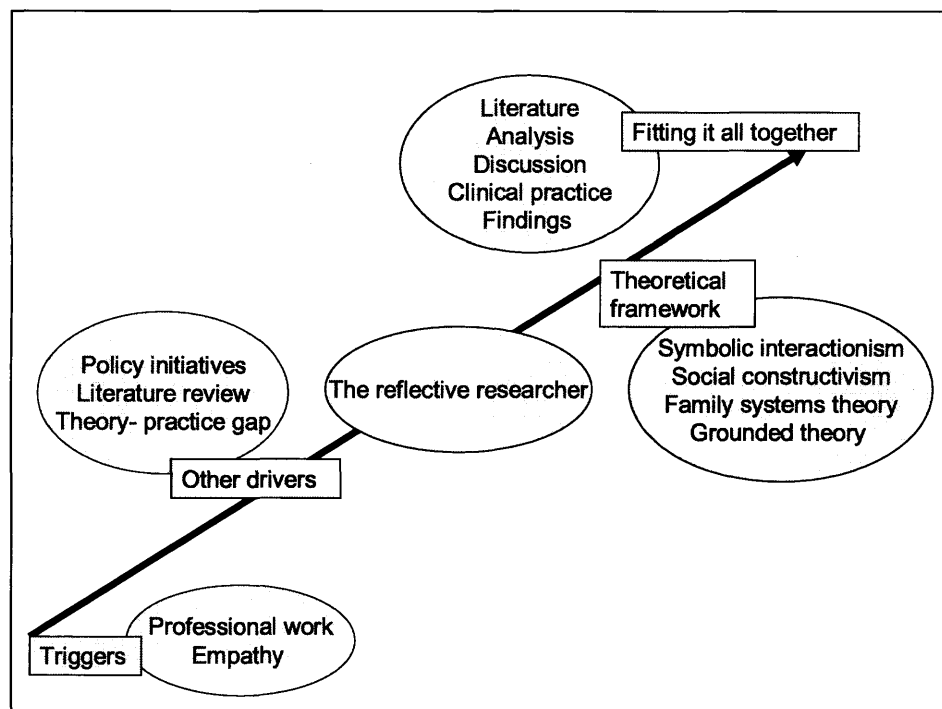 Literature
Analysis
Discussion
Clinical practice
Findings
Fitting it all together
Theoretical
framework
Symbolic interactionism
Social constructivism
Family systems theory
Grounded theory
Policy initiatives
Literature review
Theory- practice gap
The reflective researcher
Other drivers
Professional work
Empathy
Triggers